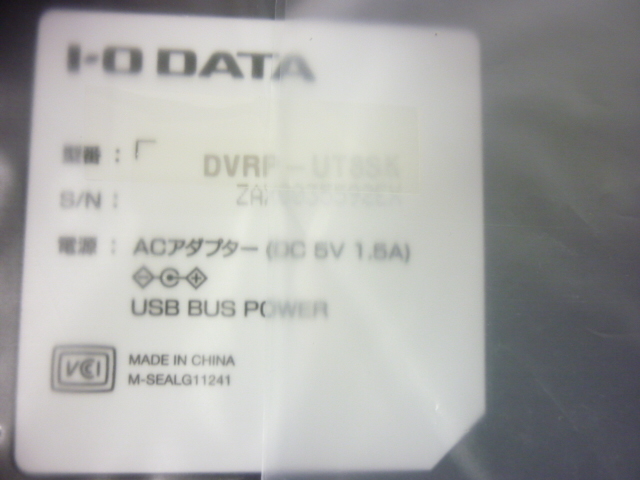 I-O DATA
型番 : DVRP-UT8SK
S/N :
電源 : ACアダプター (DC 5V 1.5A)
USB BUS POWER
VCCI
MADE IN CHINA
M-SEALG11241